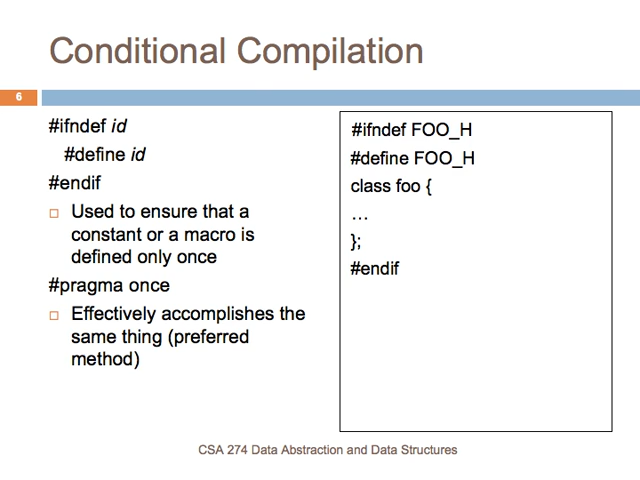 Conditional Compilation
6
#ifndef id
#define id
#endif
Used to ensure that a
constant or a macro is
defined only once
#pragma once
Effectively accomplishes the
same thing (preferred
method)
#ifndef FOO_H
#define FOO_H
class foo {
…
};
#endif
CSA 274 Data Abstraction and Data Structures